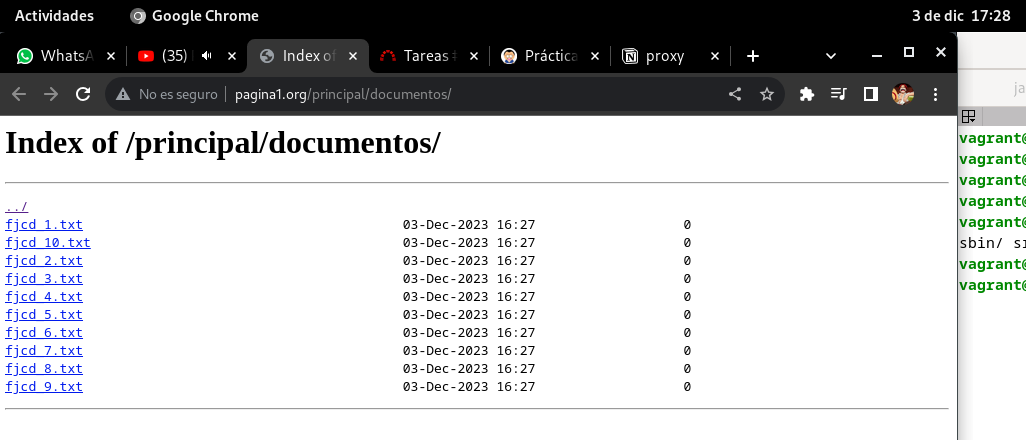 Actividades Google Chrome 3 de dic 17:28
WhatsA (35) Index of Tareas Práctica proxy
No es seguro pagina1.org/principal/documentos/
ja
Index of /principal/documentos/
../
fjcd_1.txt 03-Dec-2023 16:27 0
fjcd_10.txt 03-Dec-2023 16:27 0
fjcd_2.txt 03-Dec-2023 16:27 0
fjcd_3.txt 03-Dec-2023 16:27 0
fjcd_4.txt 03-Dec-2023 16:27 0
fjcd_5.txt 03-Dec-2023 16:27 0
fjcd_6.txt 03-Dec-2023 16:27 0
fjcd_7.txt 03-Dec-2023 16:27 0
fjcd_8.txt 03-Dec-2023 16:27 0
fjcd_9.txt 03-Dec-2023 16:27 0
vagrant@
vagrant@
vagrant@
vagrant@
vagrant@
sbin/ s
vagrant@
vagrant@